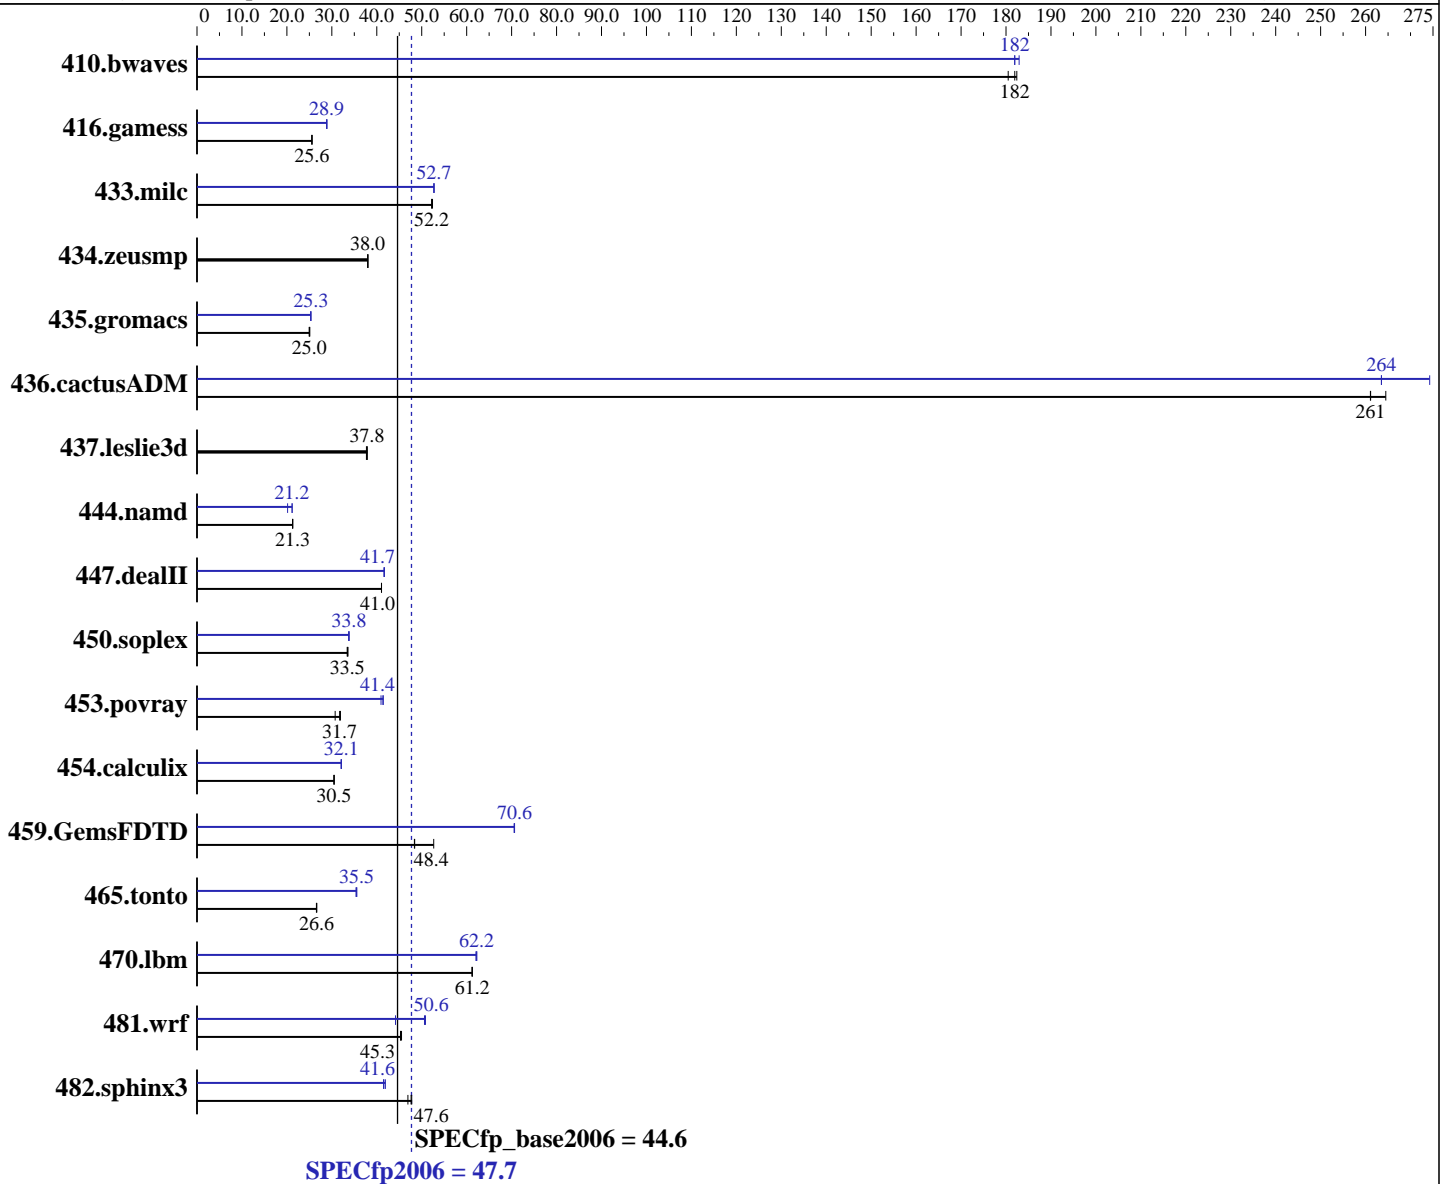 0 10.0 20.0 30.0 40.0 50.0 60.0 70.0 80.0 90.0 100 110 120 130 140 150 160 170 180 190 200 210 220 230 240 250 260 275
182
410.bwaves
182
28.9
416.gamess
25.6
52.7
433.milc
52.2
38.0
434.zeusmp
25.3
435.gromacs
25.0
264
436.cactusADM
261
37.8
437.leslie3d
21.2
444.namd
21.3
41.7
447.dealII
41.0
33.8
450.soplex
33.5
41.4
453.povray
31.7
32.1
454.calculix
30.5
70.6
459.GemsFDTD
48.4
35.5
465.tonto
26.6
62.2
470.lbm
61.2
50.6
481.wrf
45.3
41.6
482.sphinx3
47.6
SPECfp_base2006 = 44.6
SPECfp2006 = 47.7